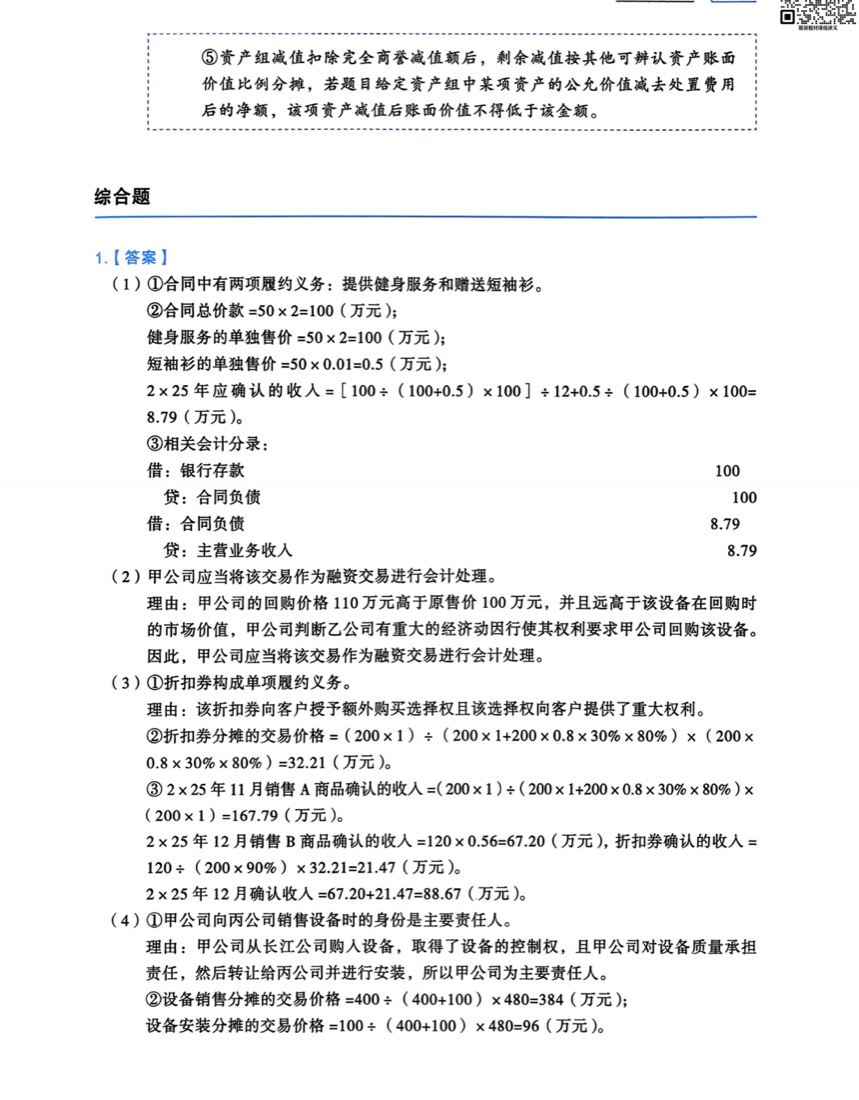 ⑤资产组减值扣除完全商誉减值额后，剩余减值按其他可辨认资产账面
价值比例分摊，若题目给定资产组中某项资产的公允价值减去处置费用
后的净额，该项资产减值后账面价值不得低于该金额。
综合题
1.【答案】
（1）①合同中有两项履约义务：提供健身服务和赠送短袖衫。
②合同总价款=50×2=100（万元）；
健身服务的单独售价=50×2=100（万元）；
短袖衫的单独售价=50×0.01=0.5（万元）；
2×25年应确认的收入=［100÷（100+0.5）×100］÷12+0.5÷（100+0.5）×100=
8.79（万元）。
③相关会计分录：
借：银行存款 100
贷：合同负债 100
借：合同负债 8.79
贷：主营业务收入 8.79
（2）甲公司应当将该交易作为融资交易进行会计处理。
理由：甲公司的回购价格110万元高于原售价100万元，并且远高于该设备在回购时
的市场价值，甲公司判断乙公司有重大的经济动因行使其权利要求甲公司回购该设备。
因此，甲公司应当将该交易作为融资交易进行会计处理。
（3）①折扣券构成单项履约义务。
理由：该折扣券向客户授予额外购买选择权且该选择权向客户提供了重大权利。
②折扣券分摊的交易价格=（200×1）÷（200×1+200×0.8×30%×80%）×（200×
0.8×30%×80%）=32.21（万元）。
③2×25年11月销售A商品确认的收入=（200×1）÷（200×1+200×0.8×30%×80%）×
（200×1）=167.79（万元）。
2×25年12月销售B商品确认的收入=120×0.56=67.20（万元），折扣券确认的收入=
120÷（200×90%）×32.21=21.47（万元）。
2×25年12月确认收入=67.20+21.47=88.67（万元）。
（4）①甲公司向丙公司销售设备时的身份是主要责任人。
理由：甲公司从长江公司购入设备，取得了设备的控制权，且甲公司对设备质量承担
责任，然后转让给丙公司并进行安装，所以甲公司为主要责任人。
②设备销售分摊的交易价格=400÷（400+100）×480=384（万元）；
设备安装分摊的交易价格=100÷（400+100）×480=96（万元）。